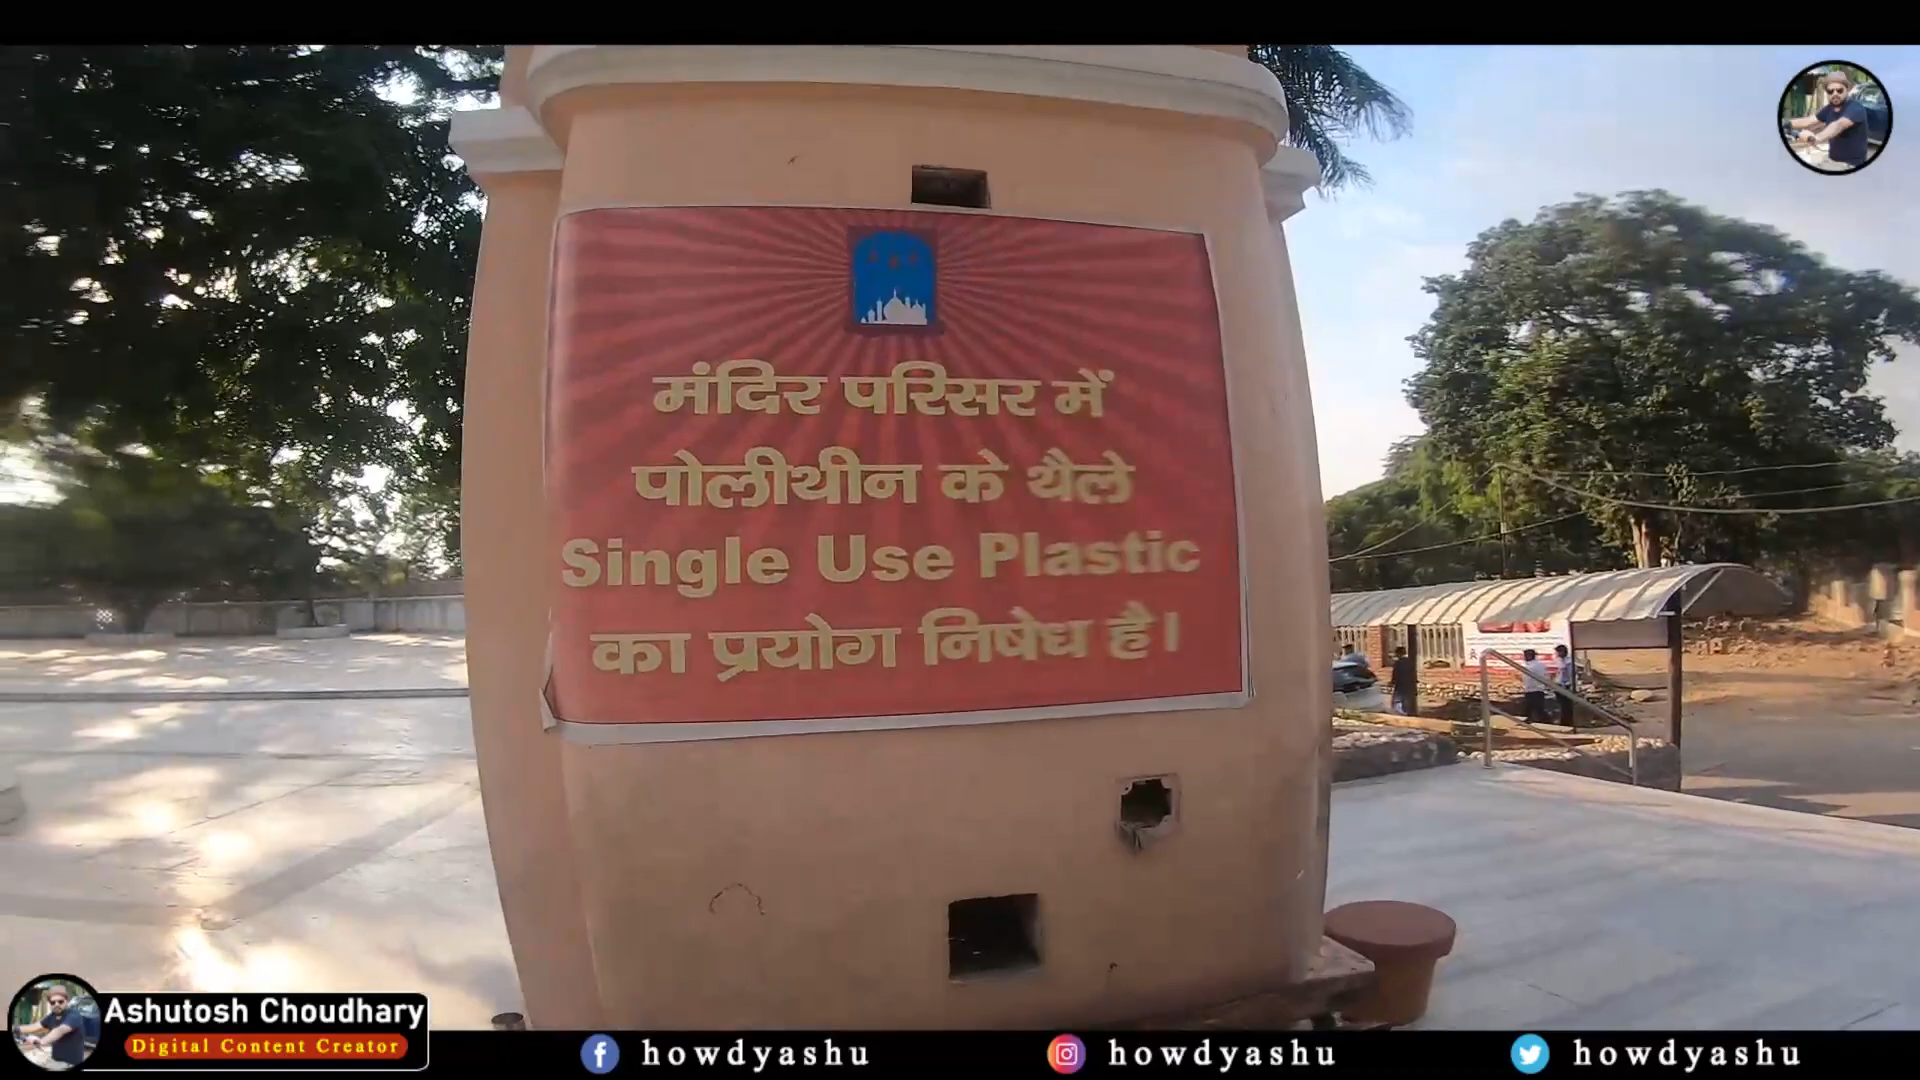 मंदिर परिसर में
पोलीथीन के थैले
Single Use Plastic
का प्रयोग निषेध है।
Ashutosh Choudhary
Digital Content Creator
howdyashu
howdyashu
howdyashu